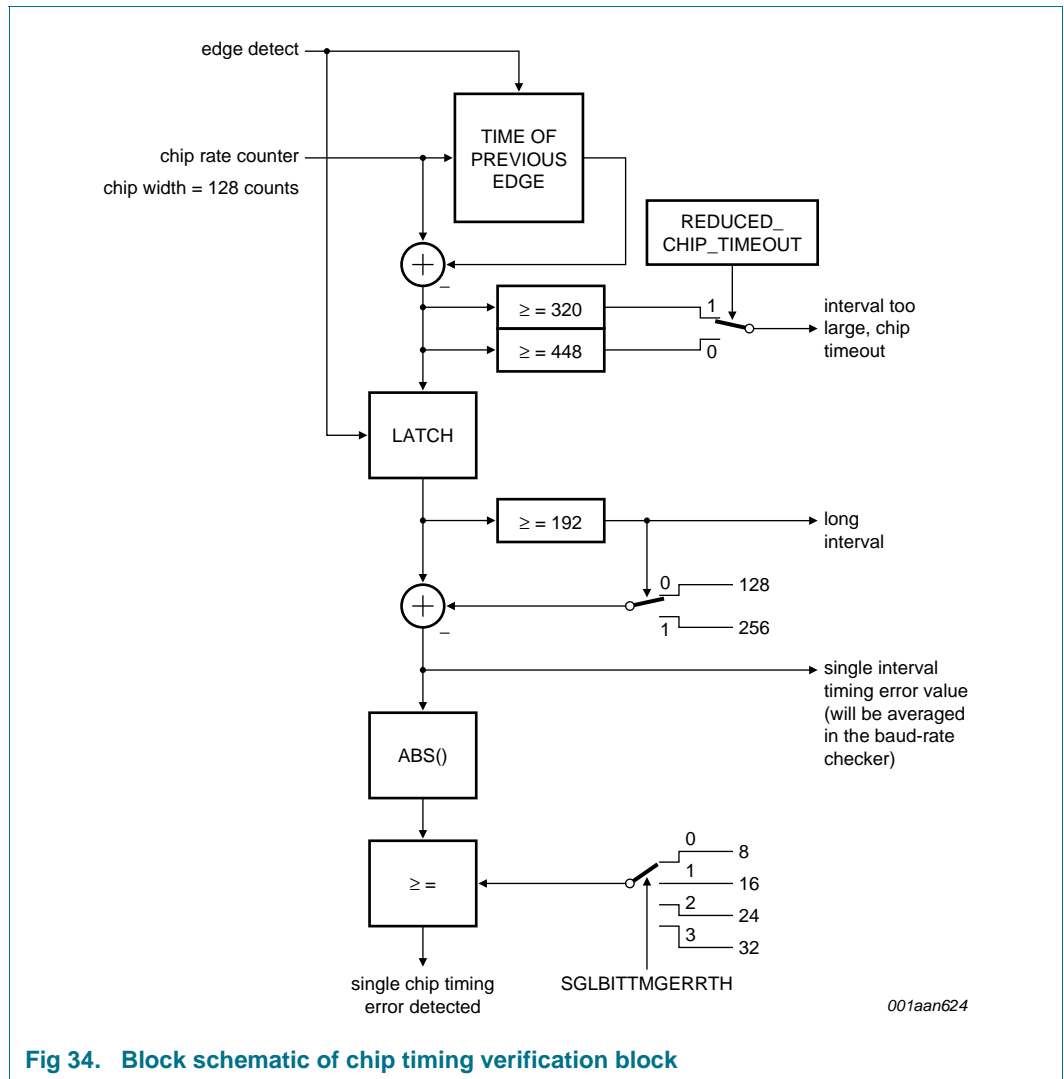 edge detect
TIME OF
PREVIOUS
EDGE
chip rate counter
chip width = 128 counts
REDUCED_
CHIP_TIMEOUT
+
–
≥ = 320
1
interval too
large, chip
timeout
≥ = 448
0
LATCH
≥ = 192
long
interval
0
128
+
–
1
256
single interval
timing error value
(will be averaged
in the baud-rate
checker)
ABS()
≥ =
0
8
1
16
2
24
3
32
single chip timing
error detected
SGLBITTMGERRTH
001aan624
Fig 34. Block schematic of chip timing verification block